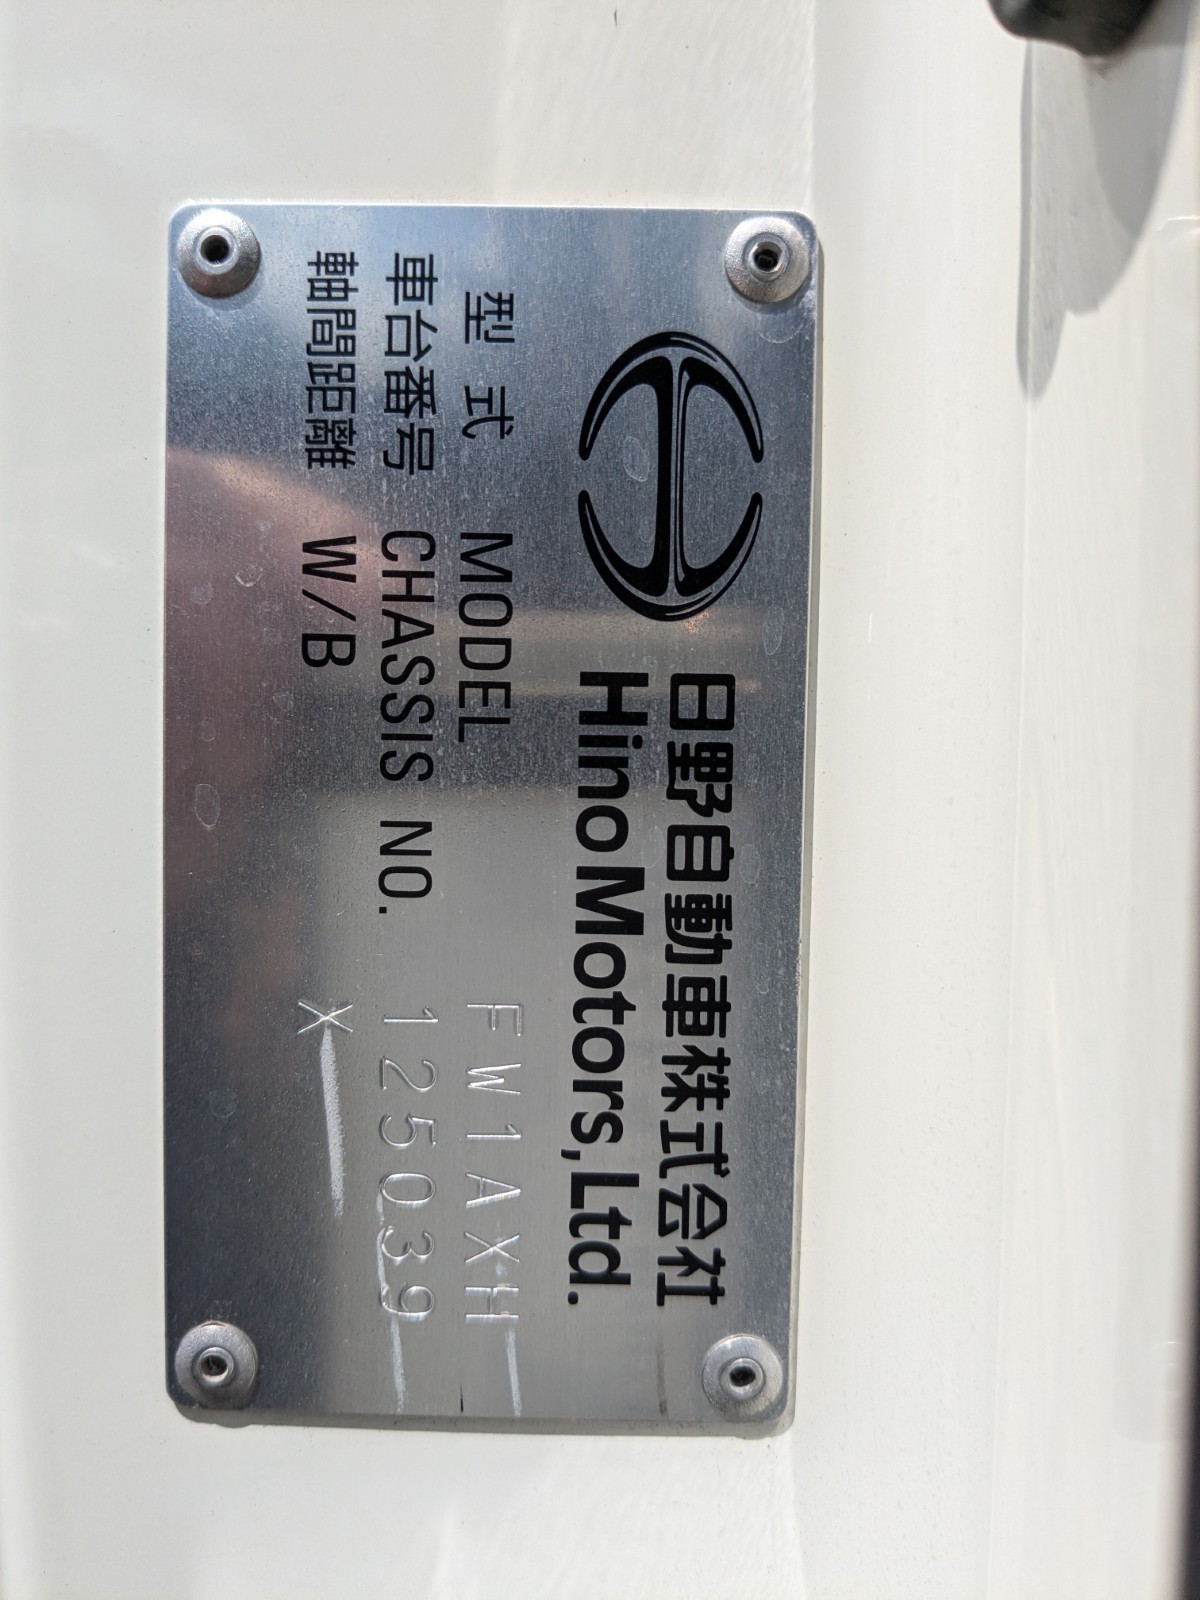 日野自動車株式会社
Hino Motors, Ltd.
型式 MODEL FW1AXH
車台番号 CHASSIS NO. 125039
軸間距離 W/B X